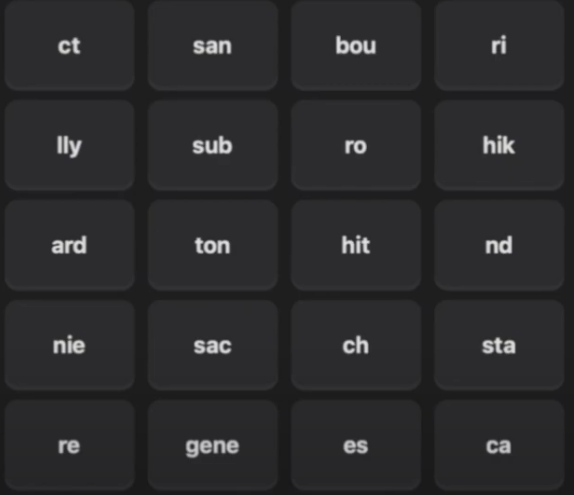 ct san bou ri
lly sub ro hik
ard ton hit nd
nie sac ch sta
re gene es ca